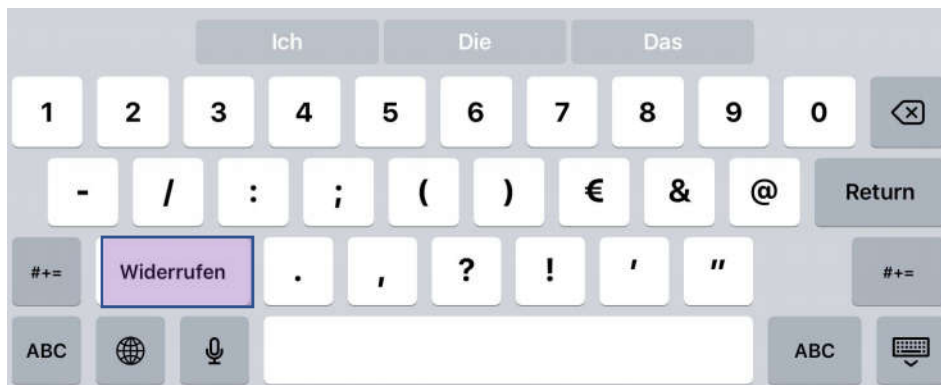 Ich Die Das
1 2 3 4 5 6 7 8 9 0
- / : ; ( ) € & @ Return
#+= Widerrufen . , ? ! ' " #+=
ABC ABC